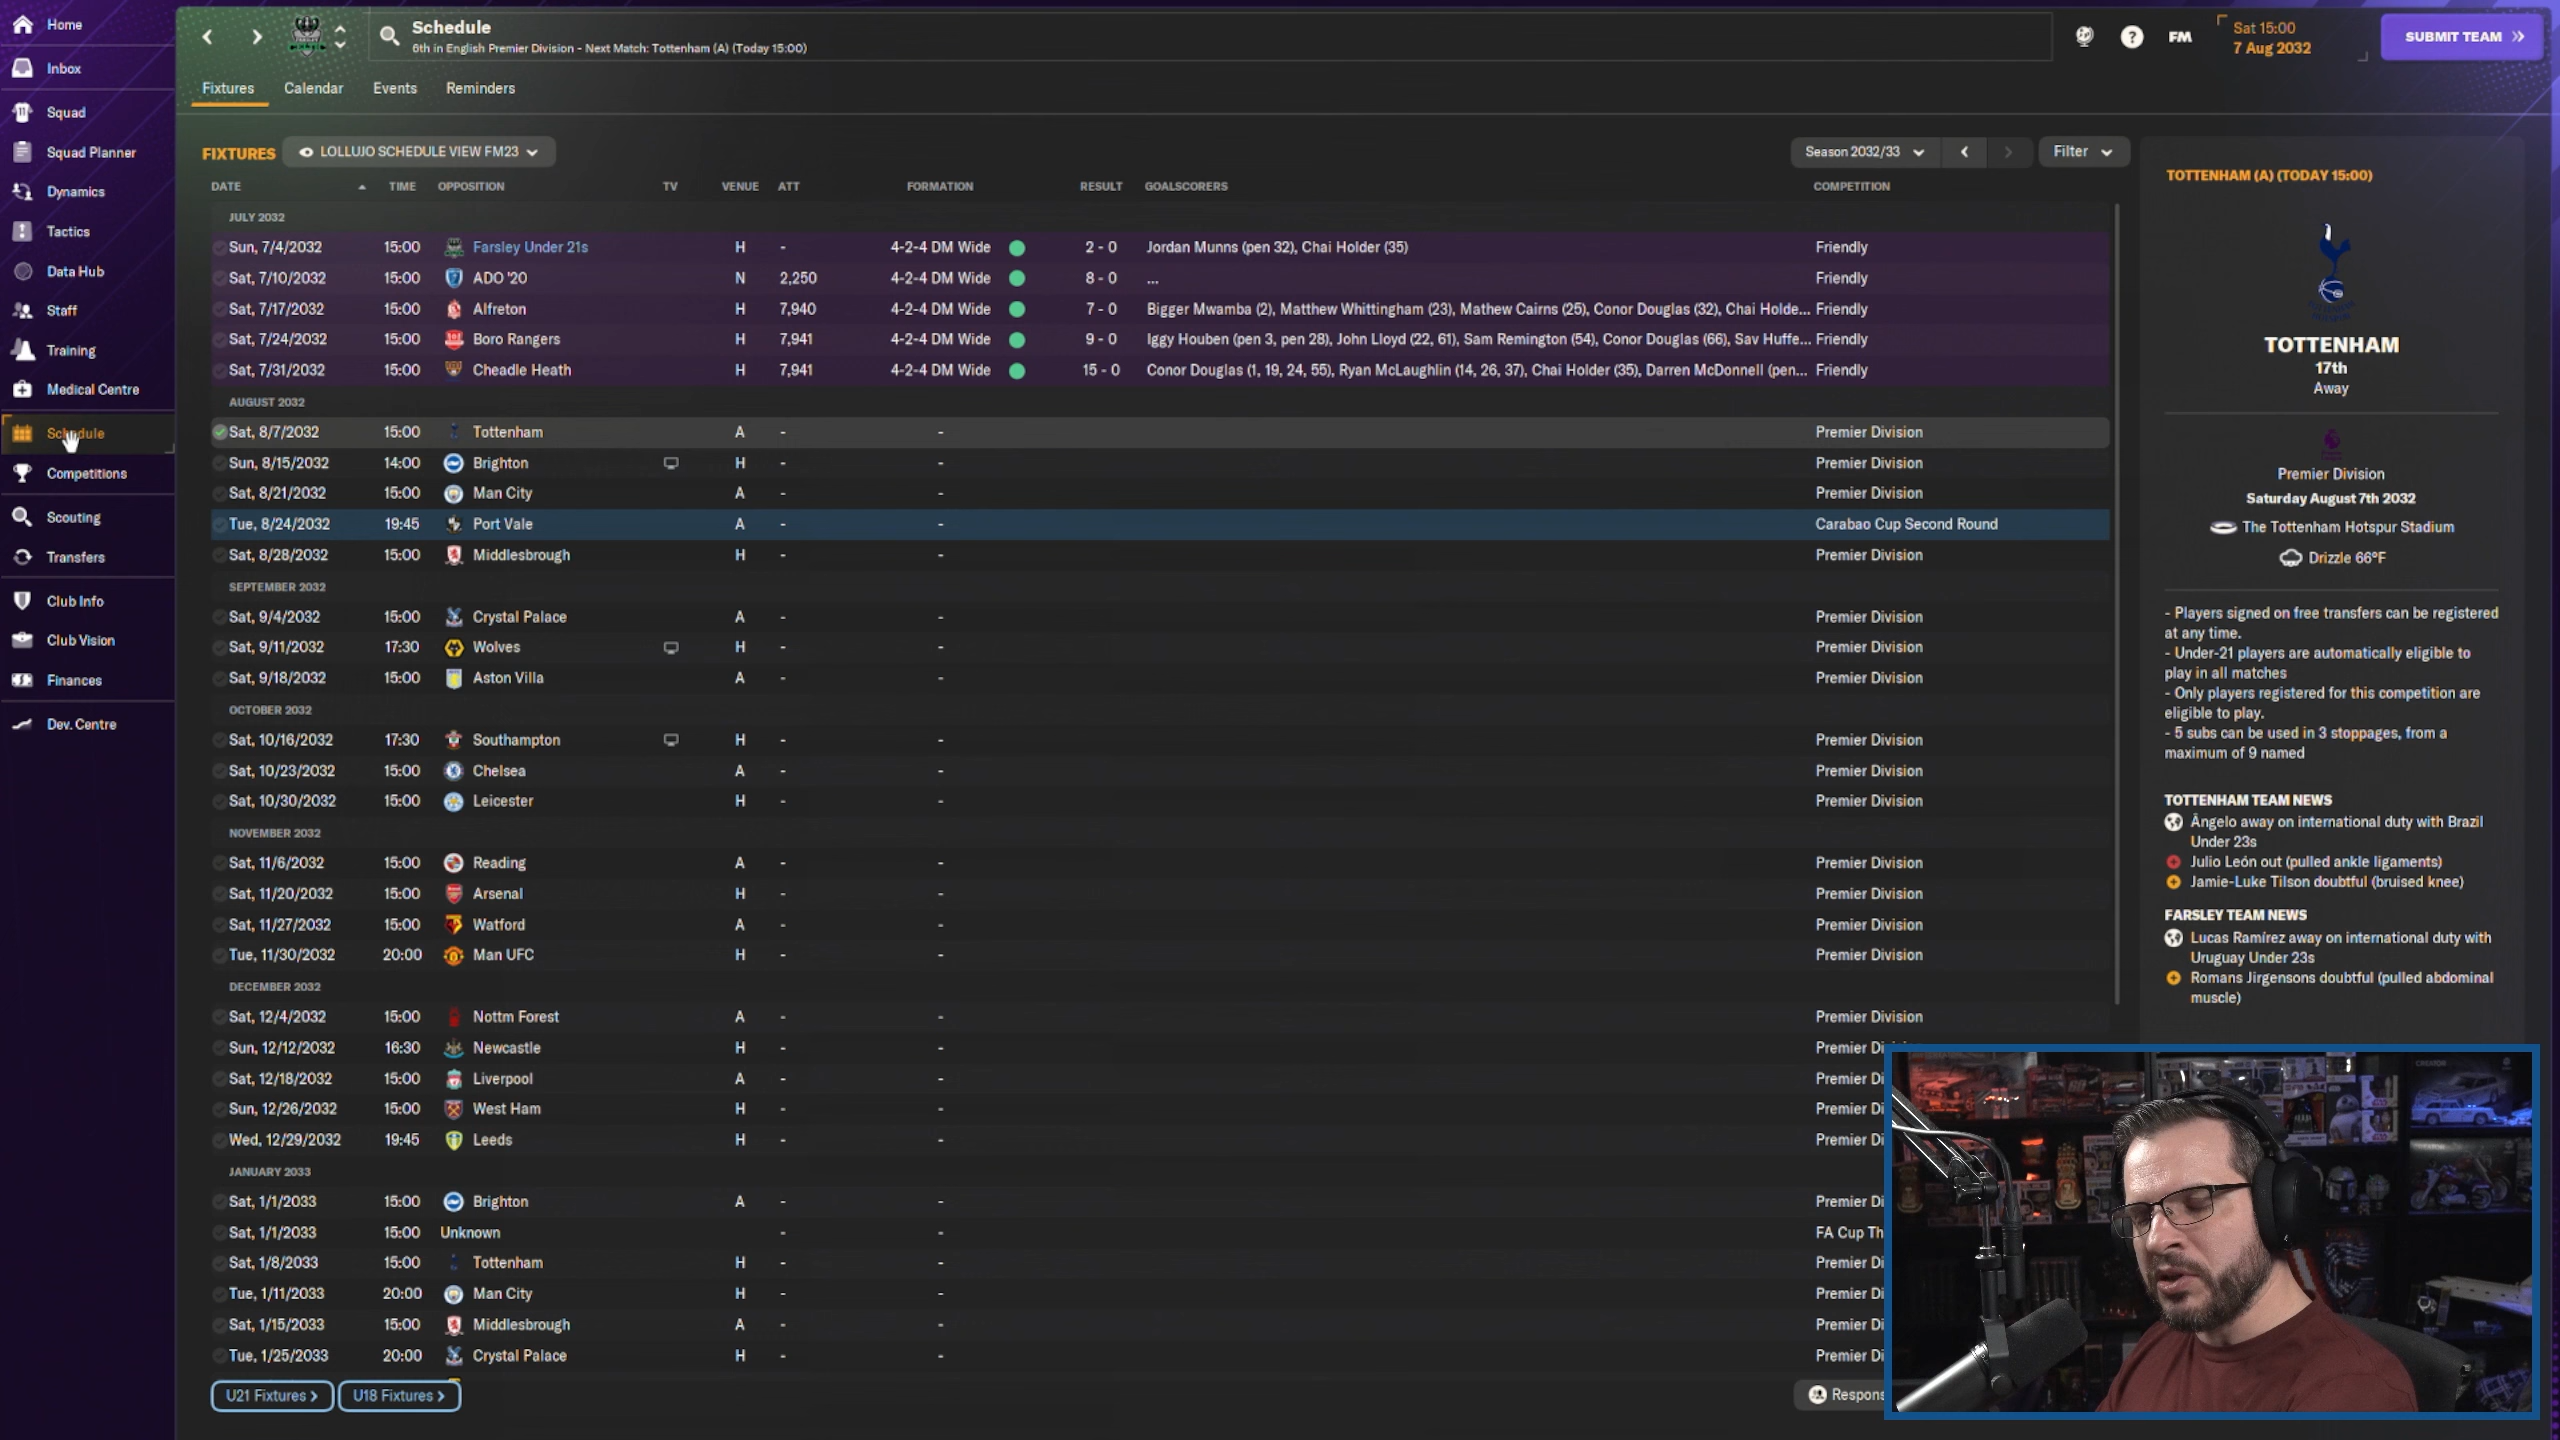 Home
Inbox
Squad
Squad Planner
Dynamics
Tactics
Data Hub
Staff
Training
Medical Centre
Schedule
Competitions
Scouting
Transfers
Club Info
Club Vision
Finances
Dev. Centre
Schedule
6th in English Premier Division - Next Match: Tottenham (A) (Today 15:00)
FM
Sat 15:00
7 Aug 2032
SUBMIT TEAM
Fixtures Calendar Events Reminders
FIXTURES LOLLUJO SCHEDULE VIEW FM23 Season 2032/33 Filter
DATE TIME OPPOSITION TV VENUE ATT FORMATION RESULT GOALSCORERS COMPETITION
JULY 2032
Sun, 7/4/2032 15:00 Farsley Under 21s H - 4-2-4 DM Wide 2 - 0 Jordan Munns (pen 32), Chai Holder (35) Friendly
Sat, 7/10/2032 15:00 ADO '20 N 2,250 4-2-4 DM Wide 8 - 0 ... Friendly
Sat, 7/17/2032 15:00 Alfreton H 7,940 4-2-4 DM Wide 7 - 0 Bigger Mwamba (2), Matthew Whittingham (23), Mathew Cairns (25), Conor Douglas (32), Chai Holde... Friendly
Sat, 7/24/2032 15:00 Boro Rangers H 7,941 4-2-4 DM Wide 9 - 0 Iggy Houben (pen 3, pen 28), John Lloyd (22, 61), Sam Remington (54), Conor Douglas (66), Sav Huffe... Friendly
Sat, 7/31/2032 15:00 Cheadle Heath H 7,941 4-2-4 DM Wide 15 - 0 Conor Douglas (1, 19, 24, 55), Ryan McLaughlin (14, 26, 37), Chai Holder (35), Darren McDonnell (pen... Friendly
AUGUST 2032
Sat, 8/7/2032 15:00 Tottenham A - - Premier Division
Sun, 8/15/2032 14:00 Brighton H - - Premier Division
Sat, 8/21/2032 15:00 Man City A - - Premier Division
Tue, 8/24/2032 19:45 Port Vale A - - Carabao Cup Second Round
Sat, 8/28/2032 15:00 Middlesbrough H - - Premier Division
SEPTEMBER 2032
Sat, 9/4/2032 15:00 Crystal Palace A - - Premier Division
Sat, 9/11/2032 17:30 Wolves H - - Premier Division
Sat, 9/18/2032 15:00 Aston Villa A - - Premier Division
OCTOBER 2032
Sat, 10/16/2032 17:30 Southampton H - - Premier Division
Sat, 10/23/2032 15:00 Chelsea A - - Premier Division
Sat, 10/30/2032 15:00 Leicester H - - Premier Division
NOVEMBER 2032
Sat, 11/6/2032 15:00 Reading A - - Premier Division
Sat, 11/20/2032 15:00 Arsenal H - - Premier Division
Sat, 11/27/2032 15:00 Watford A - - Premier Division
Tue, 11/30/2032 20:00 Man UFC H - - Premier Division
DECEMBER 2032
Sat, 12/4/2032 15:00 Nottm Forest A - - Premier Division
Sun, 12/12/2032 16:30 Newcastle H - - Premier Di
Sat, 12/18/2032 15:00 Liverpool A - - Premier Di
Sun, 12/26/2032 15:00 West Ham H - - Premier Di
Wed, 12/29/2032 19:45 Leeds H - - Premier Di
JANUARY 2033
Sat, 1/1/2033 15:00 Brighton A - - Premier Di
Sat, 1/1/2033 15:00 Unknown - FA Cup Th
Sat, 1/8/2033 15:00 Tottenham H - - Premier Di
Tue, 1/11/2033 20:00 Man City H - - Premier Di
Sat, 1/15/2033 15:00 Middlesbrough A - - Premier Di
Tue, 1/25/2033 20:00 Crystal Palace H - - Premier Di
U21 Fixtures > U18 Fixtures > Respons
TOTTENHAM (A) (TODAY 15:00)
TOTTENHAM
17th
Away
Premier Division
Saturday August 7th 2032
The Tottenham Hotspur Stadium
Drizzle 66°F
- Players signed on free transfers can be registered
at any time.
- Under-21 players are automatically eligible to
play in all matches
- Only players registered for this competition are
eligible to play.
- 5 subs can be used in 3 stoppages, from a
maximum of 9 named
TOTTENHAM TEAM NEWS
Ângelo away on international duty with Brazil
Under 23s
Julio León out (pulled ankle ligaments)
Jamie-Luke Tilson doubtful (bruised knee)
FARSLEY TEAM NEWS
Lucas Ramírez away on international duty with
Uruguay Under 23s
Romans Jirgensons doubtful (pulled abdominal
muscle)